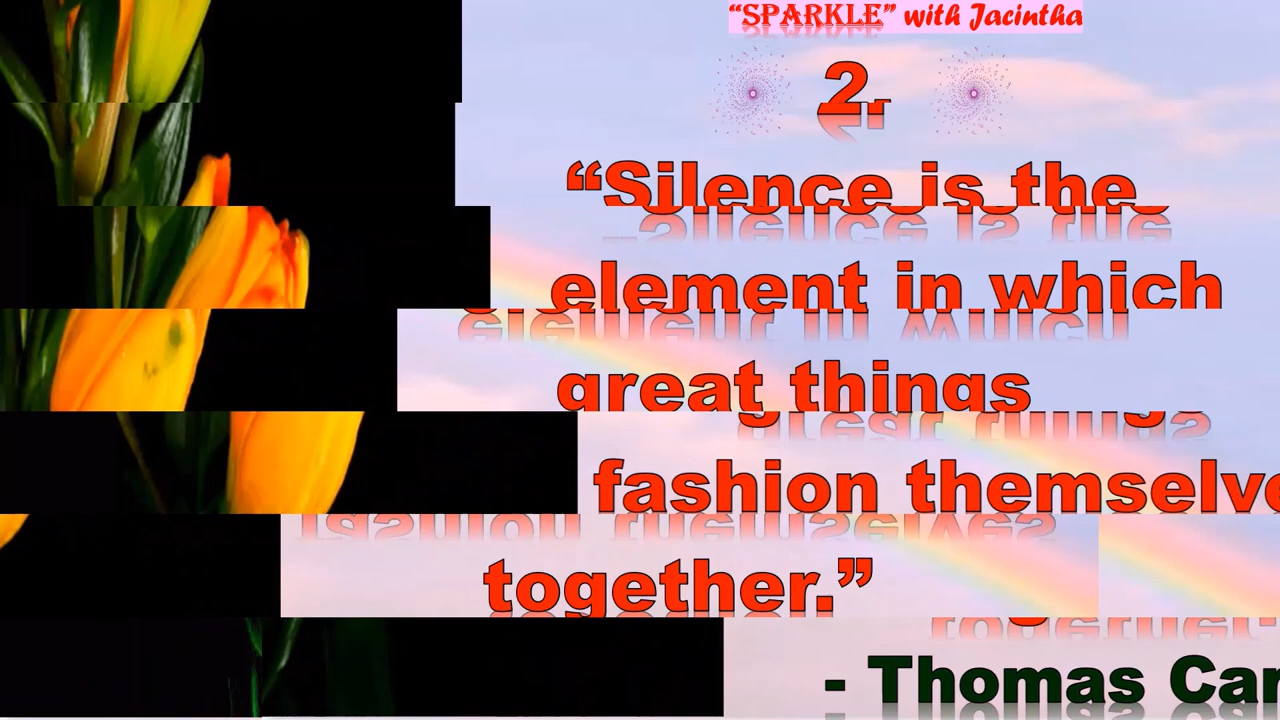 “SPARKLE” with Jacintha
2.
“Silence is the
element in which
great things
fashion themselve
together.”
- Thomas Car